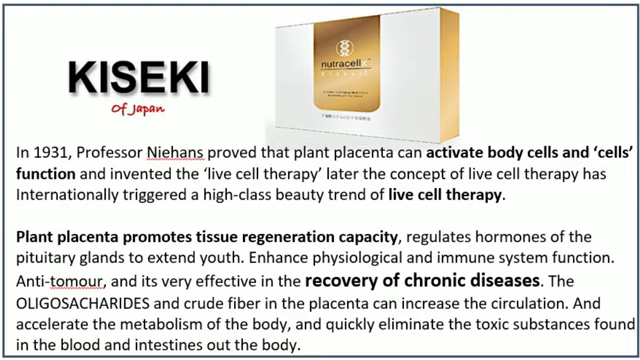 KISEKI
Of Japan
nutracell
In 1931, Professor Niehans proved that plant placenta can activate body cells and ‘cells’
function and invented the ‘live cell therapy’ later the concept of live cell therapy has
Internationally triggered a high-class beauty trend of live cell therapy.
Plant placenta promotes tissue regeneration capacity, regulates hormones of the
pituitary glands to extend youth. Enhance physiological and immune system function.
Anti-tomour, and its very effective in the recovery of chronic diseases. The
OLIGOSACHARIDES and crude fiber in the placenta can increase the circulation. And
accelerate the metabolism of the body, and quickly eliminate the toxic substances found
in the blood and intestines out the body.